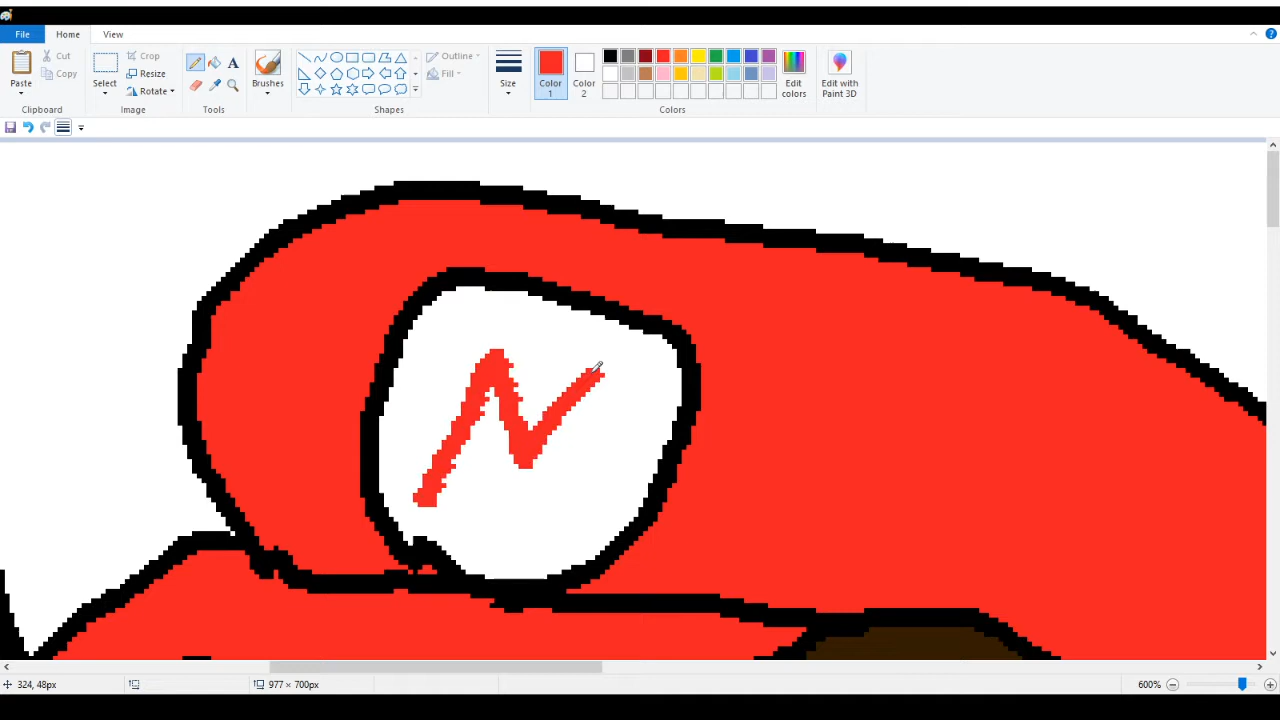 File Home View
Paste
Cut
Copy
Clipboard
Select
Crop
Resize
Rotate
Image
A
Tools
Brushes
Outline
Fill
Shapes
Size
Color
1
Color
2
Edit
colors
Colors
Edit with
Paint 3D
N
324, 48px
977 × 700px
600%